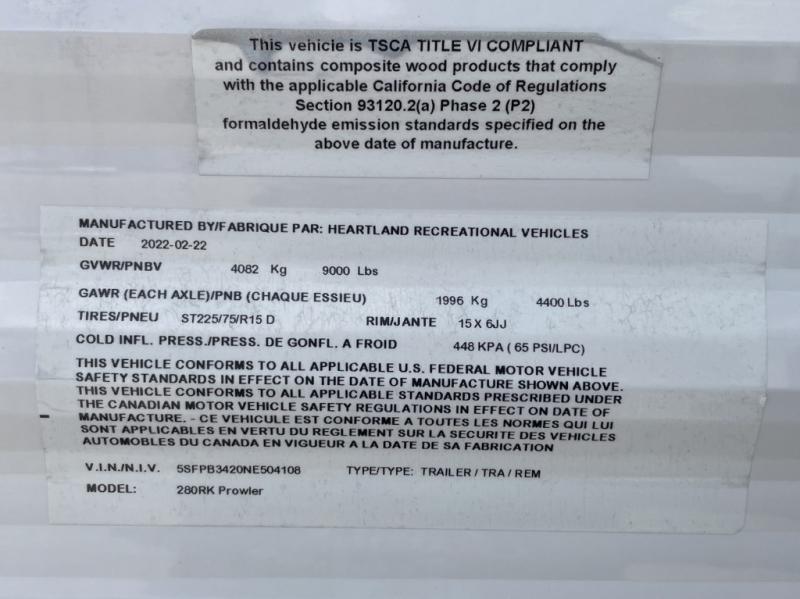 This vehicle is TSCA TITLE VI COMPLIANT
and contains composite wood products that comply
with the applicable California Code of Regulations
Section 93120.2(a) Phase 2 (P2)
formaldehyde emission standards specified on the
above date of manufacture.
MANUFACTURED BY/FABRIQUE PAR: HEARTLAND RECREATIONAL VEHICLES
DATE 2022-02-22
GVWR/PNBV 4082 Kg 9000 Lbs
GAWR (EACH AXLE)/PNB (CHAQUE ESSIEU) 1996 Kg 4400 Lbs
TIRES/PNEU ST225/75/R15 D RIM/JANTE 15 X 6JJ
COLD INFL. PRESS./PRESS. DE GONFL. A FROID 448 KPA ( 65 PSI/LPC)
THIS VEHICLE CONFORMS TO ALL APPLICABLE U.S. FEDERAL MOTOR VEHICLE
SAFETY STANDARDS IN EFFECT ON THE DATE OF MANUFACTURE SHOWN ABOVE.
THIS VEHICLE CONFORMS TO ALL APPLICABLE STANDARDS PRESCRIBED UNDER
THE CANADIAN MOTOR VEHICLE SAFETY REGULATIONS IN EFFECT ON DATE OF
MANUFACTURE. - CE VEHICULE EST CONFORME A TOUTES LES NORMES QUI LUI
SONT APPLICABLES EN VERTU DU REGLEMENT SUR LA SECURITE DES VEHICLES
AUTOMOBILES DU CANADA EN VIGUEUR A LA DATE DE SA FABRICATION
V.I.N./N.I.V. 5SFPB3420NE504108 TYPE/TYPE: TRAILER / TRA / REM
MODEL: 280RK Prowler